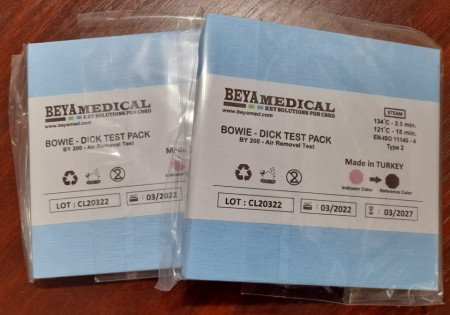 BEYAMEDICAL
KEY SOLUTIONS FOR CSSD
www.beyamed.com
BOWIE - DICK TEST PACK
BY 200 - Air Removal Test
Made in
Indicator
LOT : CL20322
: 03/2022
BEYAMEDICAL
KEY SOLUTIONS FOR CSSD
www.beyamed.com
STEAM
134°C - 3.5 min.
121°C - 15 min.
EN-ISO 11140 - 4
Type 2
BOWIE - DICK TEST PACK
BY 200 - Air Removal Test
Made in TURKEY
Indicator Color
Reference Color
LOT : CL20322
: 03/2022
: 03/2027